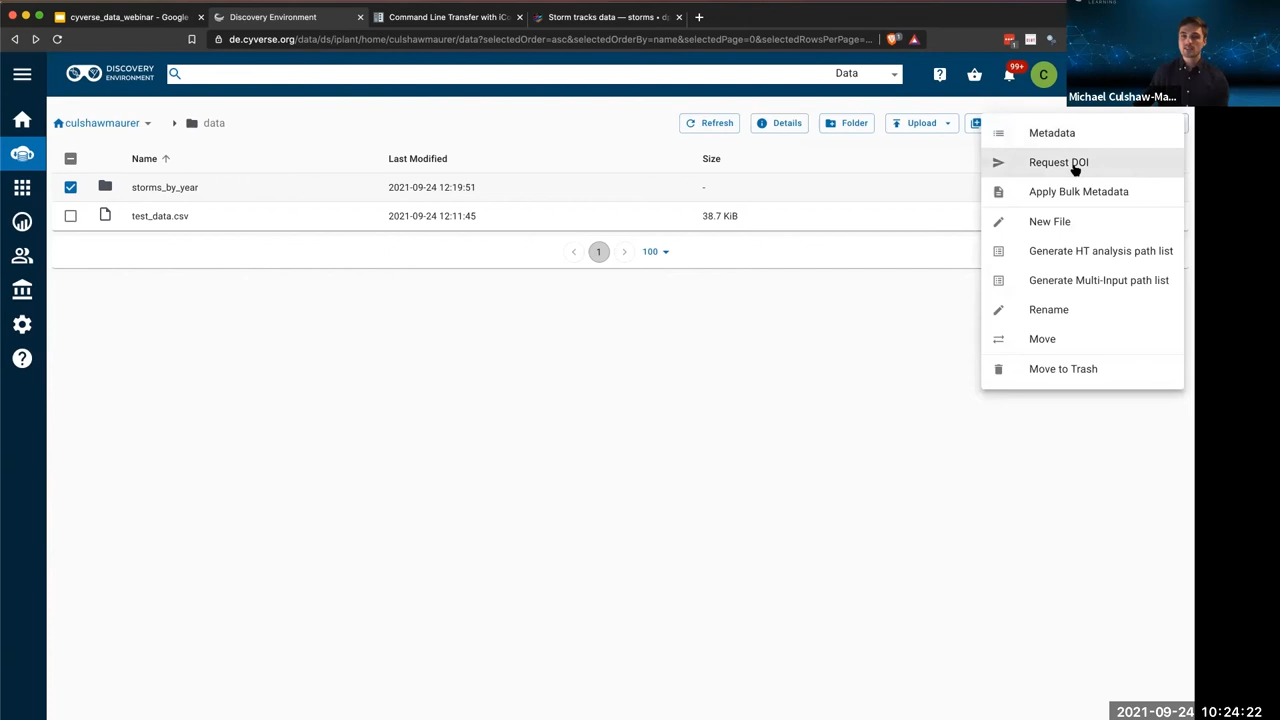 cyverse_data_webinar - Google
Discovery Environment
Command Line Transfer with iCo
Storm tracks data — storms • dp
de.cyverse.org/data/ds/iplant/home/culshawmaurer/data?selectedOrder=asc&selectedOrderBy=name&selectedPage=0&selectedRowsPerPage=...
LEARNING
Michael Culshaw-Ma...
DISCOVERY
ENVIRONMENT
Data
99+
C
culshawmaurer
data
Refresh
Details
Folder
Upload
Name
Last Modified
Size
storms_by_year
2021-09-24 12:19:51
-
test_data.csv
2021-09-24 12:11:45
38.7 KiB
1
100
Metadata
Request DOI
Apply Bulk Metadata
New File
Generate HT analysis path list
Generate Multi-Input path list
Rename
Move
Move to Trash
2021-09-24 10:24:22